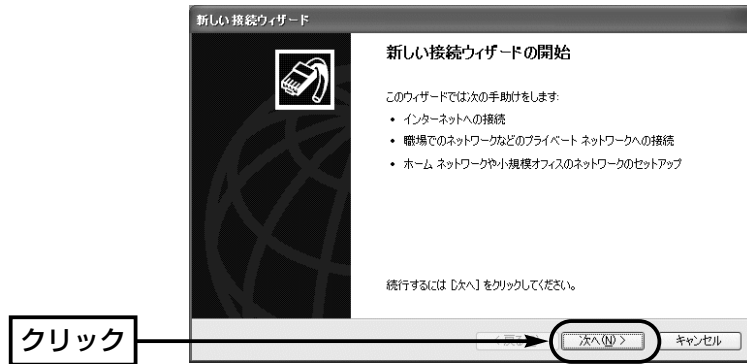 新しい接続ウィザード
新しい接続ウィザードの開始
このウィザードでは次の手助けをします:
• インターネットへの接続
• 職場でのネットワークなどのプライベート ネットワークへの接続
• ホーム ネットワークや小規模オフィスのネットワークのセットアップ
続行するには [次へ] をクリックしてください。
クリック
< 戻る
次へ(N) >
キャンセル